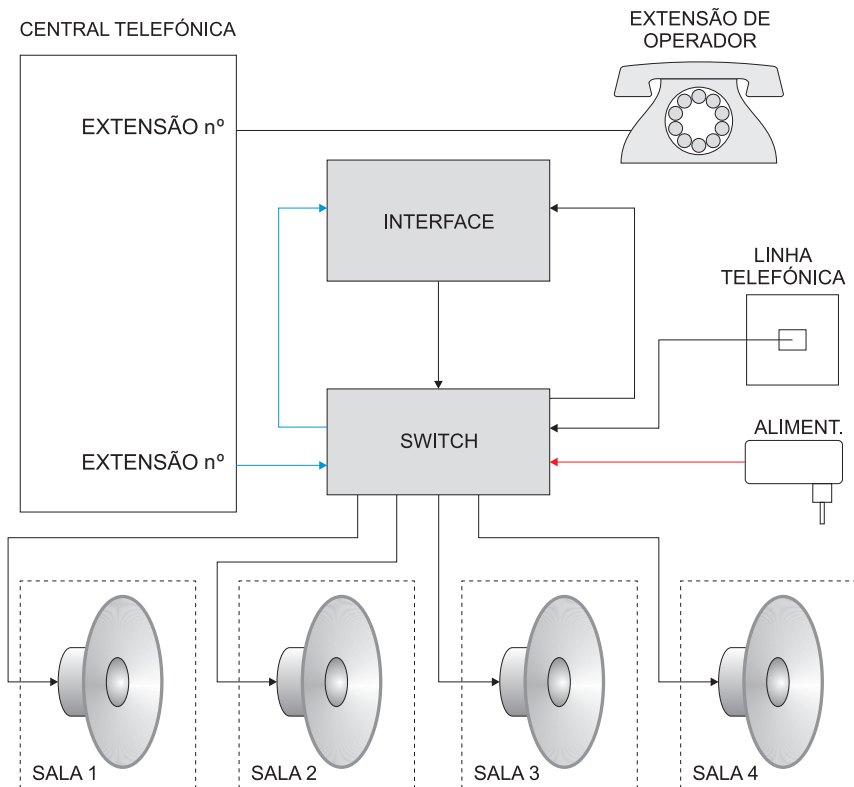 EXTENSÃO DE
OPERADOR
CENTRAL TELEFÓNICA
EXTENSÃO nº
INTERFACE
LINHA
TELEFÓNICA
ALIMENT.
SWITCH
EXTENSÃO nº
SALA 1
SALA 2
SALA 3
SALA 4